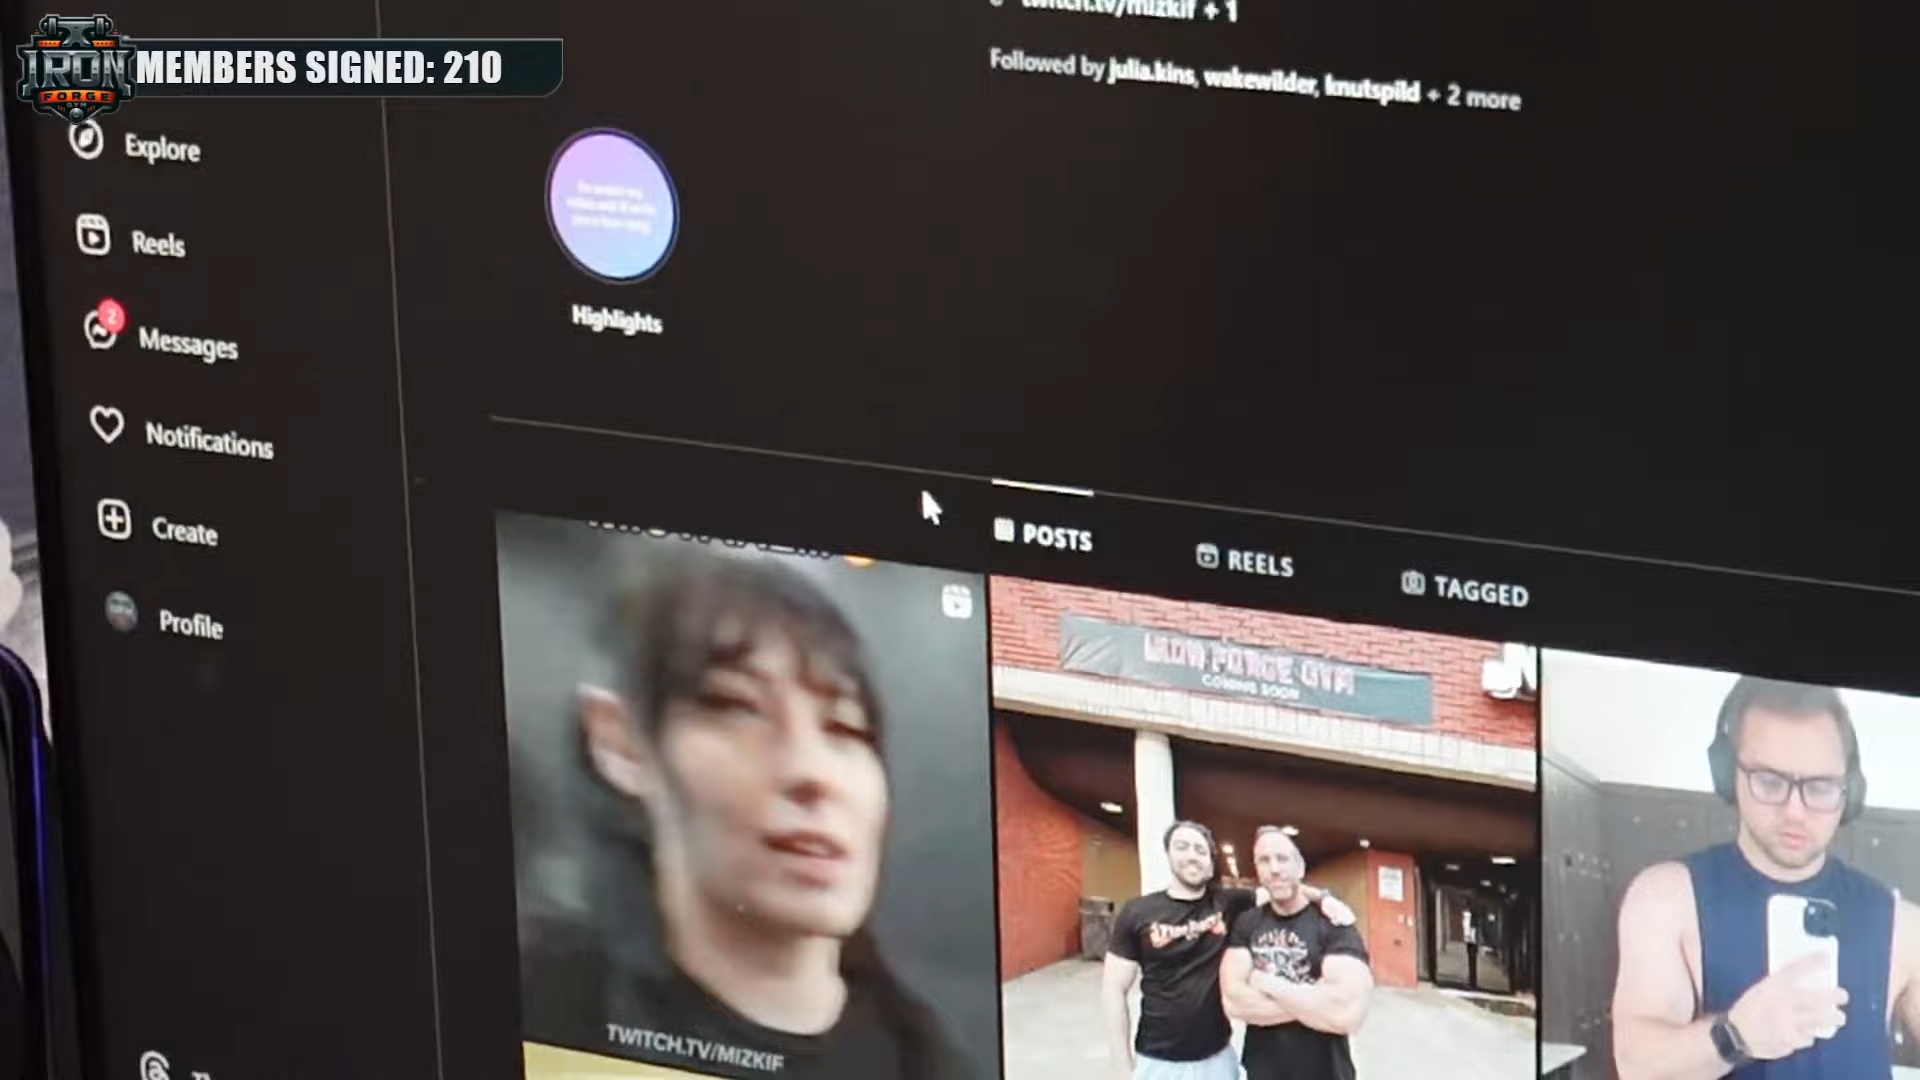 IRON
FORGE
GYM
MEMBERS SIGNED: 210
twitch.tv/mizkif + 1
Followed by julia.kins, wakewilder, knutspild + 2 more
Explore
Reels
2
Messages
Highlights
Notifications
Create
Profile
POSTS
REELS
TAGGED
IRON FORGE GYM
COMING SOON
TWITCH.TV/MIZKIF